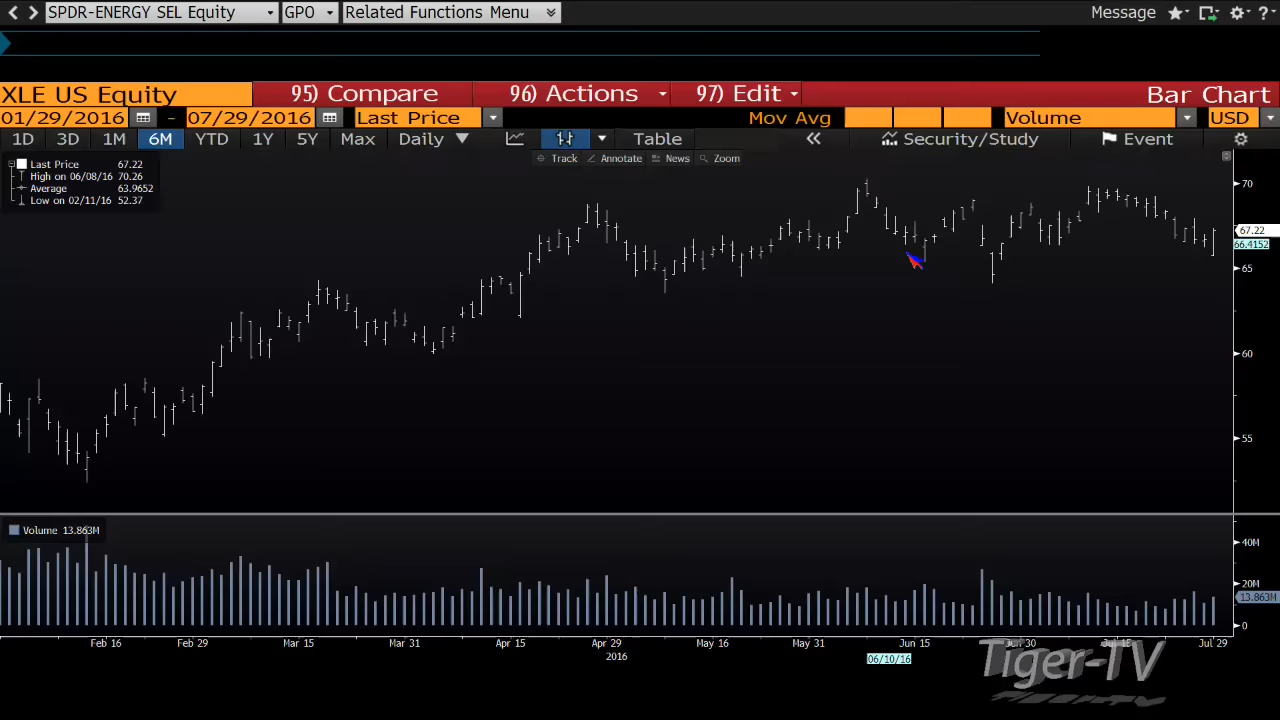 SPDR-ENERGY SEL Equity GPO Related Functions Menu Message ?
XLE US Equity 95) Compare 96) Actions 97) Edit Bar Chart
01/29/2016 - 07/29/2016 Last Price Mov Avg Volume USD
1D 3D 1M 6M YTD 1Y 5Y Max Daily Table Security/Study Event
Track Annotate News Zoom
Last Price 67.22
High on 06/08/16 70.26
Average 63.9652
Low on 02/11/16 52.37
70
67.22
66.4152
65
60
55
Volume 13.863M
40M
20M
13.863M
0
Feb 16 Feb 29 Mar 15 Mar 31 Apr 15 Apr 29 May 16 May 31 Jun 15 Jun 30 Jul 15 Jul 29
2016 06/10/16
Tiger-TV